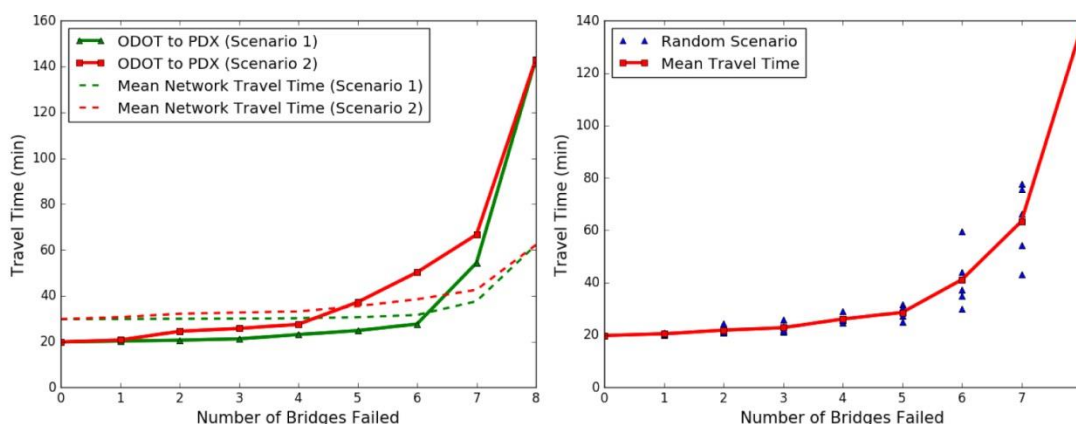 160
140
120
100
80
60
40
20
0
Travel Time (min)
ODOT to PDX (Scenario 1)
ODOT to PDX (Scenario 2)
Mean Network Travel Time (Scenario 1)
Mean Network Travel Time (Scenario 2)
0 1 2 3 4 5 6 7 8
Number of Bridges Failed
140
120
100
80
60
40
20
0
Travel Time (min)
Random Scenario
Mean Travel Time
0 1 2 3 4 5 6 7
Number of Bridges Failed